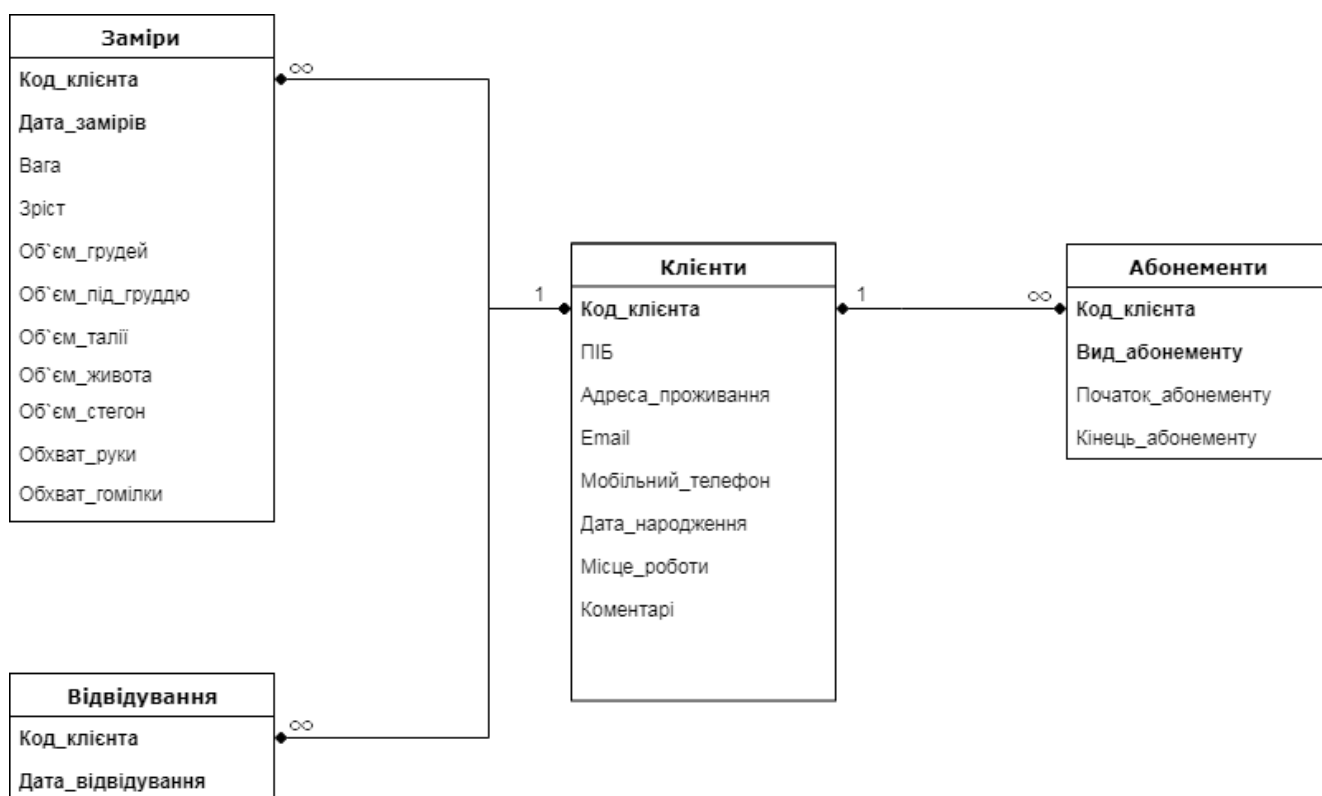 Заміри
Код_клієнта
∞
Дата_замірів
Вага
Зріст
Об`єм_грудей
Об`єм_під_груддю
Об`єм_талії
Об`єм_живота
Об`єм_стегон
Обхват_руки
Обхват_гомілки
Клієнти
1
Код_клієнта
1
ПІБ
Адреса_проживання
Email
Мобільний_телефон
Дата_народження
Місце_роботи
Коментарі
Абонементи
∞
Код_клієнта
Вид_абонементу
Початок_абонементу
Кінець_абонементу
Відвідування
Код_клієнта
∞
Дата_відвідування